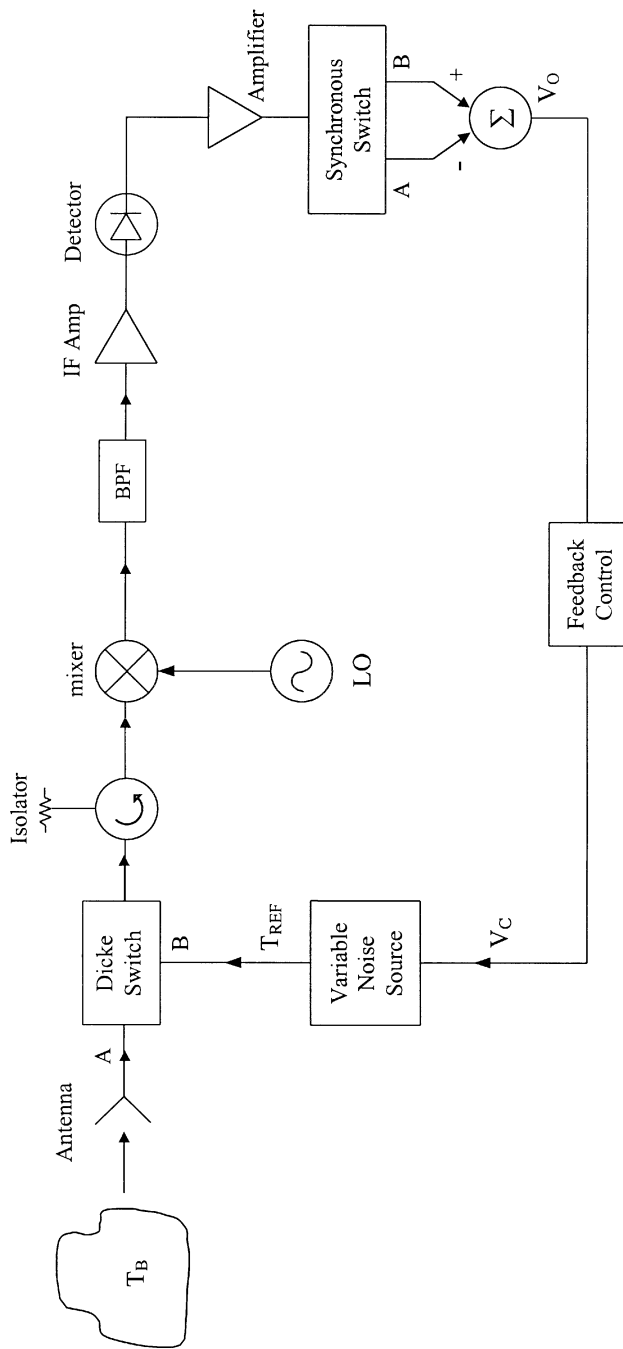 T_B
Antenna
A
Dicke
Switch
B
T_REF
Variable
Noise
Source
V_C
Isolator
mixer
LO
BPF
IF Amp
Detector
Amplifier
Synchronous
Switch
A
B
-
+
Σ
V_O
Feedback
Control